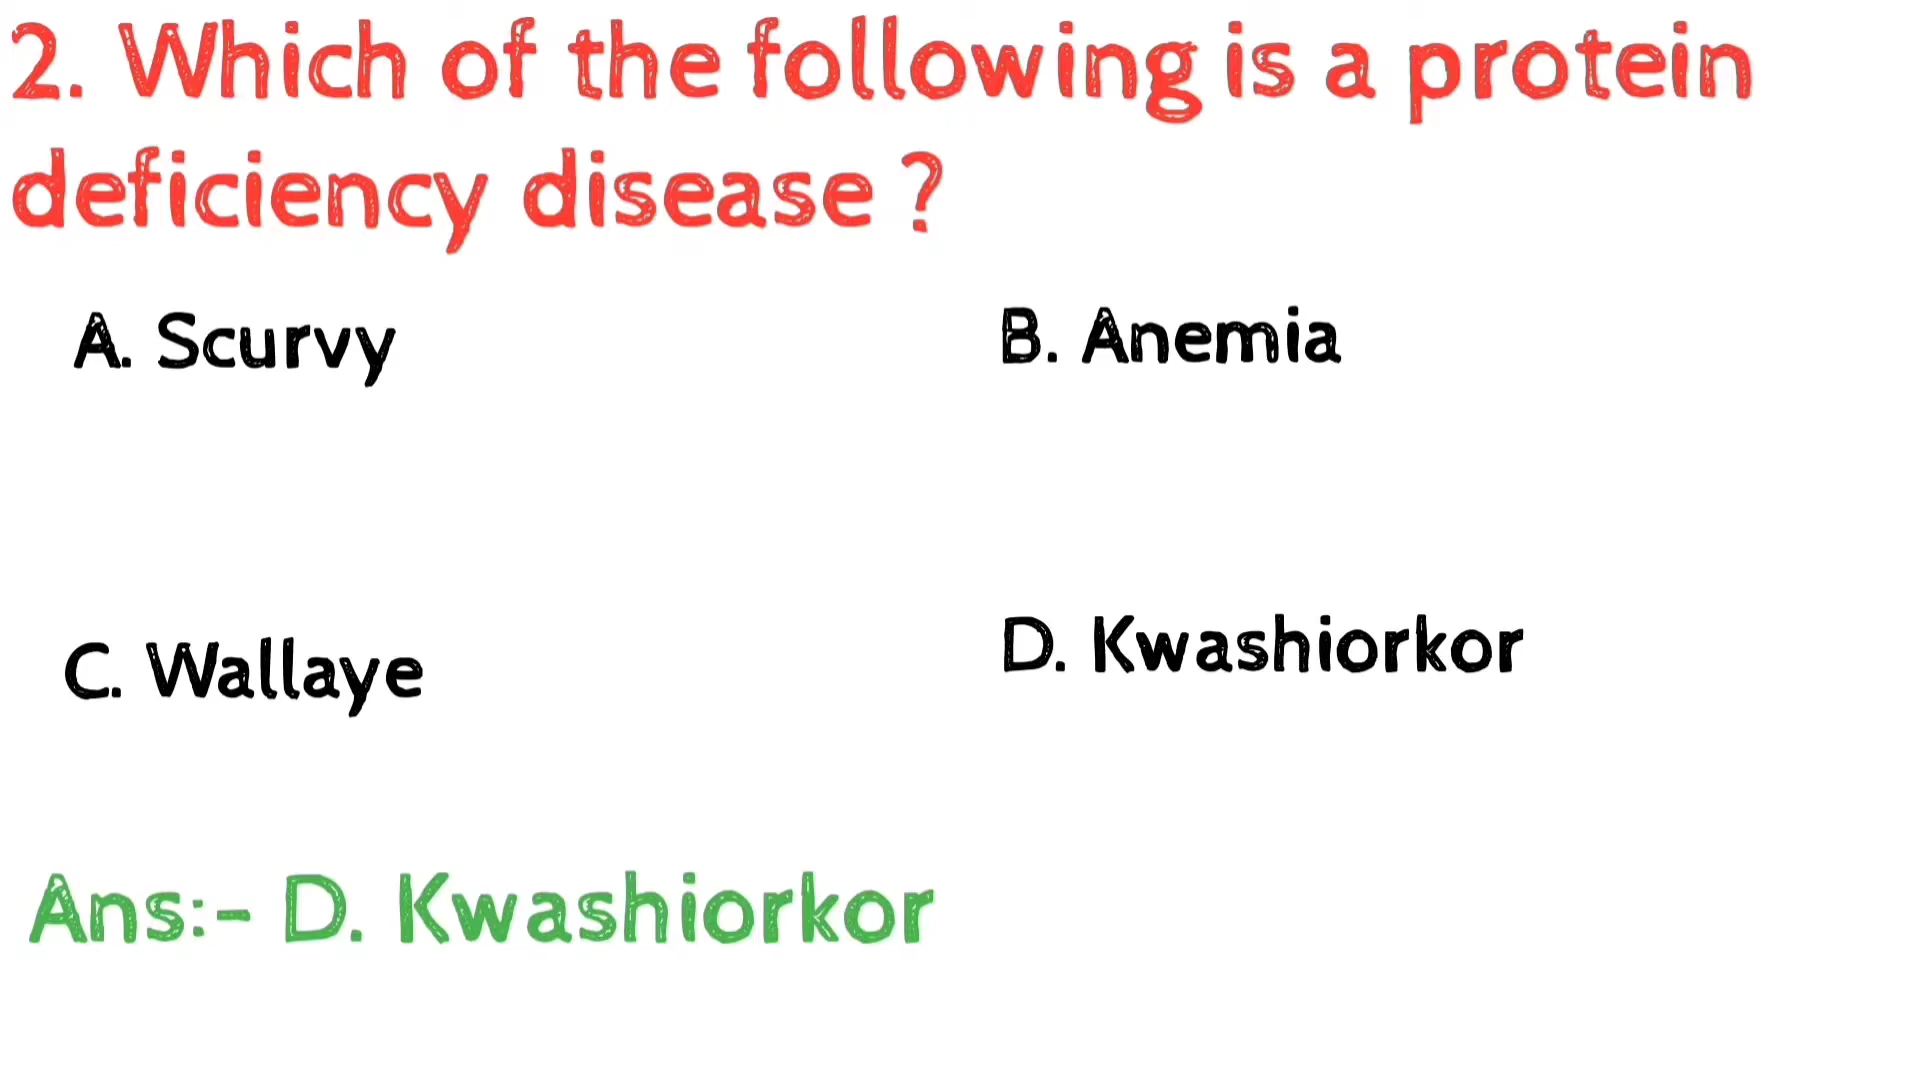 2. Which of the following is a protein
deficiency disease ?
A. Scurvy
B. Anemia
C. Wallaye
D. Kwashiorkor
Ans:- D. Kwashiorkor